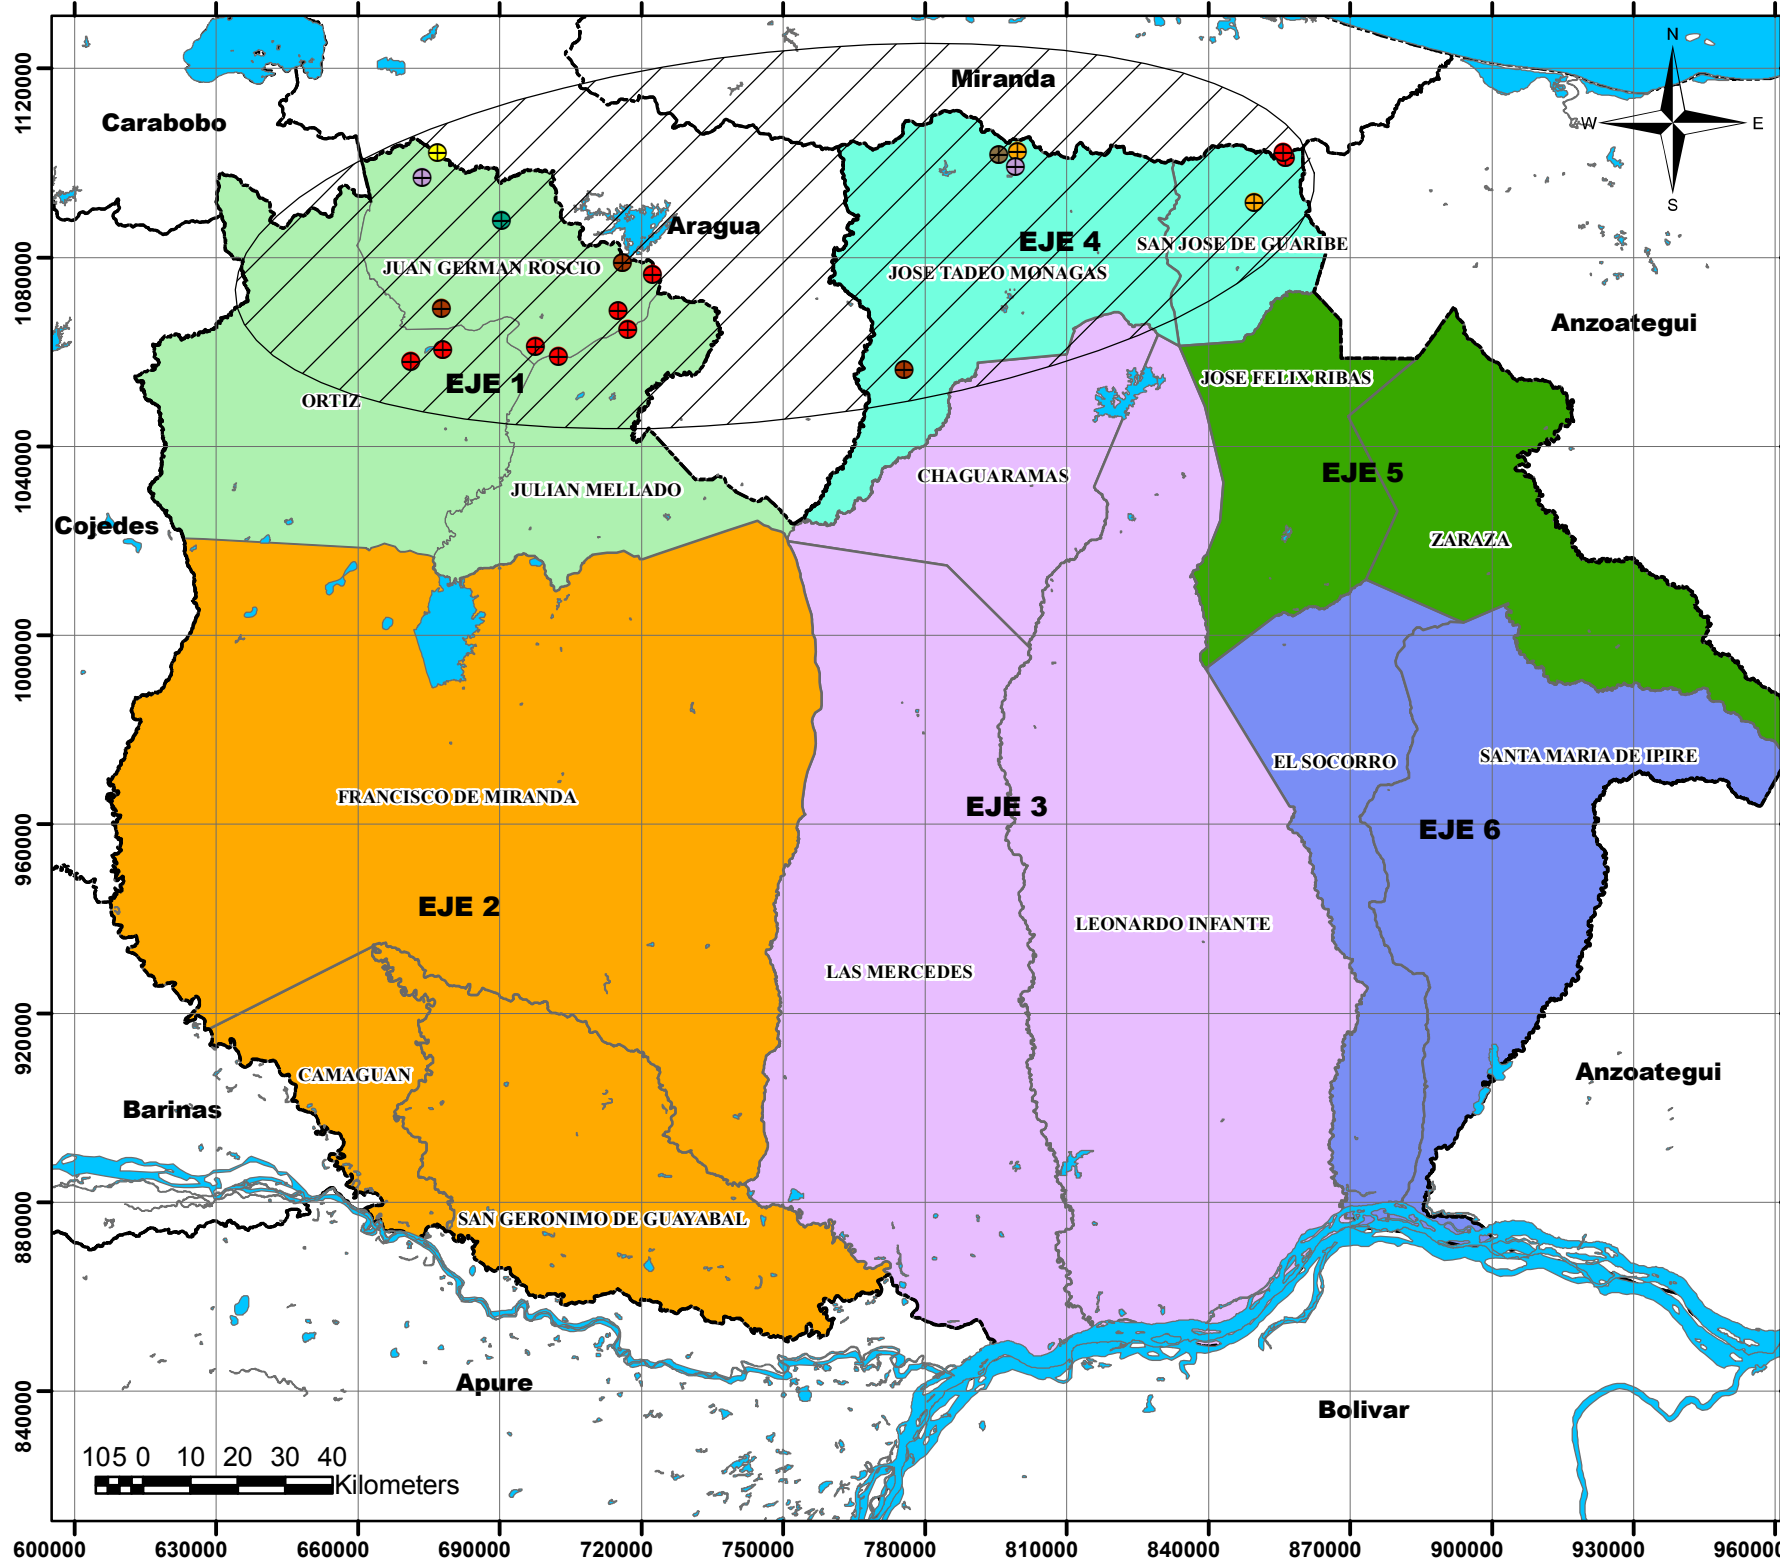 N
W
E
S
Miranda
Carabobo
Aragua
EJE 4
SAN JOSE DE GUARIBE
JUAN GERMAN ROSCIO
JOSE TADEO MONAGAS
Anzoategui
EJE 1
JOSE FELIX RIBAS
ORTIZ
CHAGUARAMAS
EJE 5
JULIAN MELLADO
Cojedes
ZARAZA
SANTA MARIA DE IPIRE
EL SOCORRO
FRANCISCO DE MIRANDA
EJE 3
EJE 6
EJE 2
LEONARDO INFANTE
LAS MERCEDES
CAMAGUAN
Anzoategui
Barinas
SAN GERONIMO DE GUAYABAL
Apure
Bolivar
105 0 10 20 30 40
Kilometers
1120000
1080000
1040000
1000000
960000
920000
880000
840000
600000 630000 660000 690000 720000 750000 780000 810000 840000 870000 900000 930000 960000